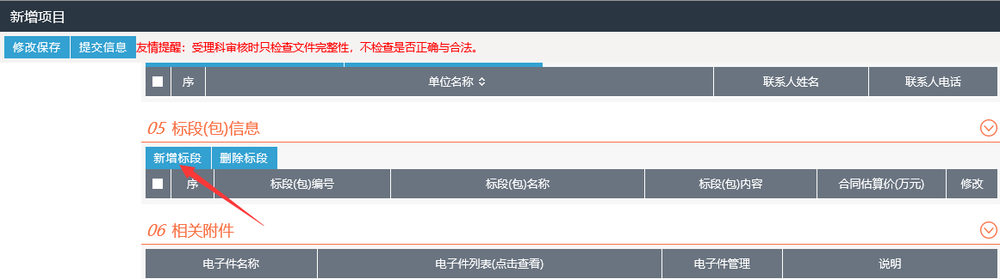 新增项目
修改保存 提交信息 友情提醒：受理科审核时只检查文件完整性，不检查是否正确与合法。
序 单位名称 联系人姓名 联系人电话
05 标段(包)信息
新增标段 删除标段
序 标段(包)编号 标段(包)名称 标段(包)内容 合同估算价(万元) 修改
06 相关附件
电子件名称 电子件列表(点击查看) 电子件管理 说明